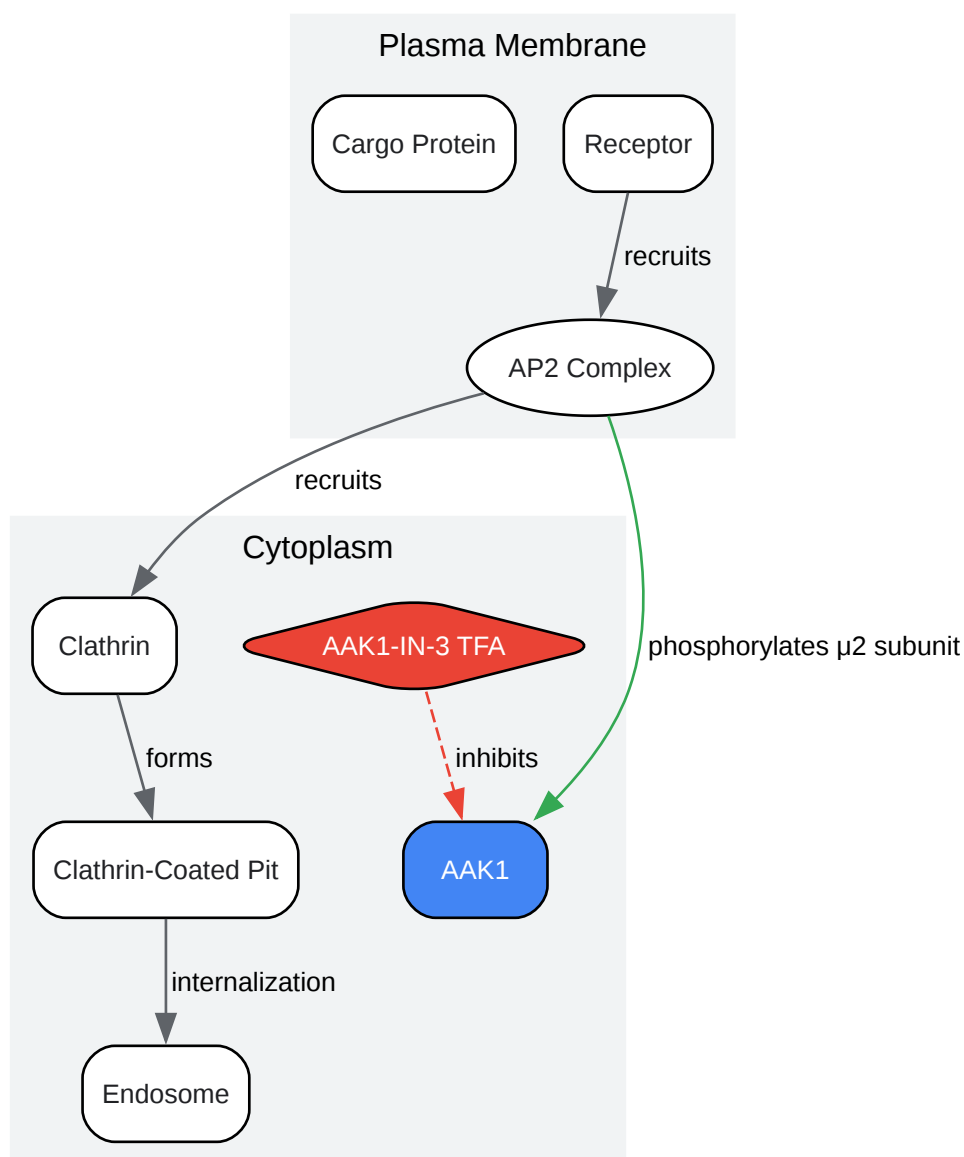 Plasma Membrane
Cargo Protein
Receptor
recruits
AP2 Complex
recruits
Cytoplasm
Clathrin
AAK1-IN-3 TFA
phosphorylates μ2 subunit
forms
inhibits
Clathrin-Coated Pit
AAK1
internalization
Endosome